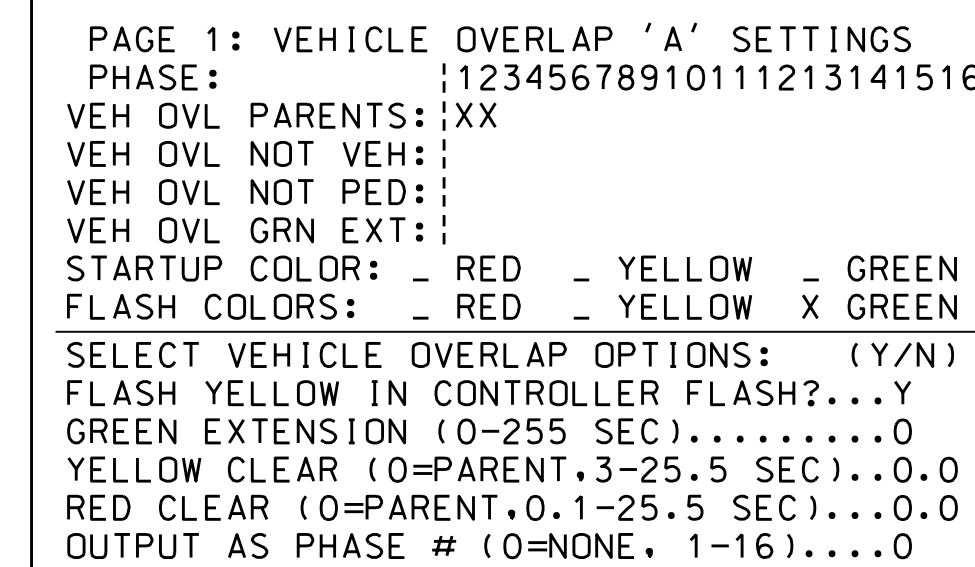 PAGE 1: VEHICLE OVERLAP 'A' SETTINGS
PHASE: ¦12345678910111213141516
VEH OVL PARENTS:¦XX
VEH OVL NOT VEH:¦
VEH OVL NOT PED:¦
VEH OVL GRN EXT:¦
STARTUP COLOR: _ RED _ YELLOW _ GREEN
FLASH COLORS: _ RED _ YELLOW X GREEN
SELECT VEHICLE OVERLAP OPTIONS: (Y/N)
FLASH YELLOW IN CONTROLLER FLASH?...Y
GREEN EXTENSION (0-255 SEC).........0
YELLOW CLEAR (0=PARENT,3-25.5 SEC)..0.0
RED CLEAR (0=PARENT,0.1-25.5 SEC)...0.0
OUTPUT AS PHASE # (0=NONE, 1-16)....0